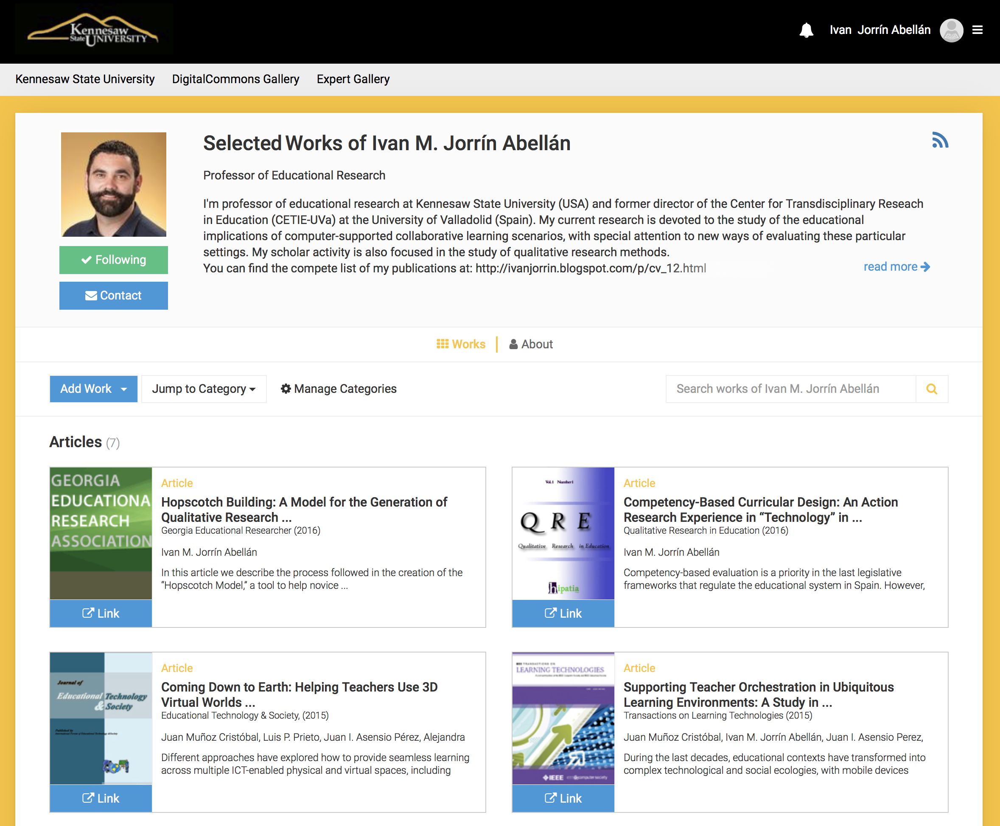 Kennesaw
State UNIVERSITY
Ivan Jorrín Abellán
Kennesaw State University DigitalCommons Gallery Expert Gallery
Selected Works of Ivan M. Jorrín Abellán
Professor of Educational Research
I'm professor of educational research at Kennesaw State University (USA) and former director of the Center for Transdisciplinary Reseach
in Education (CETIE-UVa) at the University of Valladolid (Spain). My current research is devoted to the study of the educational
implications of computer-supported collaborative learning scenarios, with special attention to new ways of evaluating these particular
settings. My scholar activity is also focused in the study of qualitative research methods.
You can find the compete list of my publications at: http://ivanjorrin.blogspot.com/p/cv_12.html
read more
Following
Contact
Works
About
Add Work
Jump to Category
Manage Categories
Search works of Ivan M. Jorrín Abellán
Articles (7)
GEORGIA
EDUCATIONA
RESEARCH
ASSOCIATION
Link
Article
Hopscotch Building: A Model for the Generation of
Qualitative Research ...
Georgia Educational Researcher (2016)
Ivan M. Jorrín Abellán
In this article we describe the process followed in the creation of the
“Hopscotch Model,” a tool to help novice ...
Vol.1 Number1
Q R E
Qualitative Research in Education
hipatia
Link
Article
Competency-Based Curricular Design: An Action
Research Experience in “Technology” in ...
Qualitative Research in Education (2016)
Ivan M. Jorrín Abellán
Competency-based evaluation is a priority in the last legislative
frameworks that regulate the educational system in Spain. However,
Journal of
Educational Technology
& Society
Published by
International Forum of Educational Technology & Society
Link
Article
Coming Down to Earth: Helping Teachers Use 3D
Virtual Worlds ...
Educational Technology & Society, (2015)
Juan Muñoz Cristóbal, Luis P. Prieto, Juan I. Asensio Pérez, Alejandra
Different approaches have explored how to provide seamless learning
across multiple ICT-enabled physical and virtual spaces, including
IEEE TRANSACTIONS ON
LEARNING TECHNOLOGIES
IEEE computer society
Link
Article
Supporting Teacher Orchestration in Ubiquitous
Learning Environments: A Study in ...
Transactions on Learning Technologies (2015)
Juan Muñoz Cristóbal, Ivan M. Jorrín Abellán, Juan I. Asensio Perez,
During the last decades, educational contexts have transformed into
complex technological and social ecologies, with mobile devices